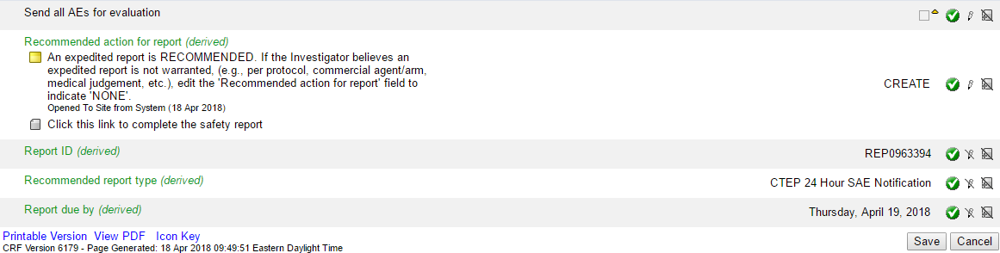 Send all AEs for evaluation
Recommended action for report (derived)
An expedited report is RECOMMENDED. If the Investigator believes an
expedited report is not warranted, (e.g., per protocol, commercial agent/arm,
medical judgement, etc.), edit the 'Recommended action for report' field to
indicate 'NONE'.
Opened To Site from System (18 Apr 2018)
CREATE
Click this link to complete the safety report
Report ID (derived)
REP0963394
Recommended report type (derived)
CTEP 24 Hour SAE Notification
Report due by (derived)
Thursday, April 19, 2018
Printable Version View PDF Icon Key
CRF Version 6179 - Page Generated: 18 Apr 2018 09:49:51 Eastern Daylight Time
Save Cancel